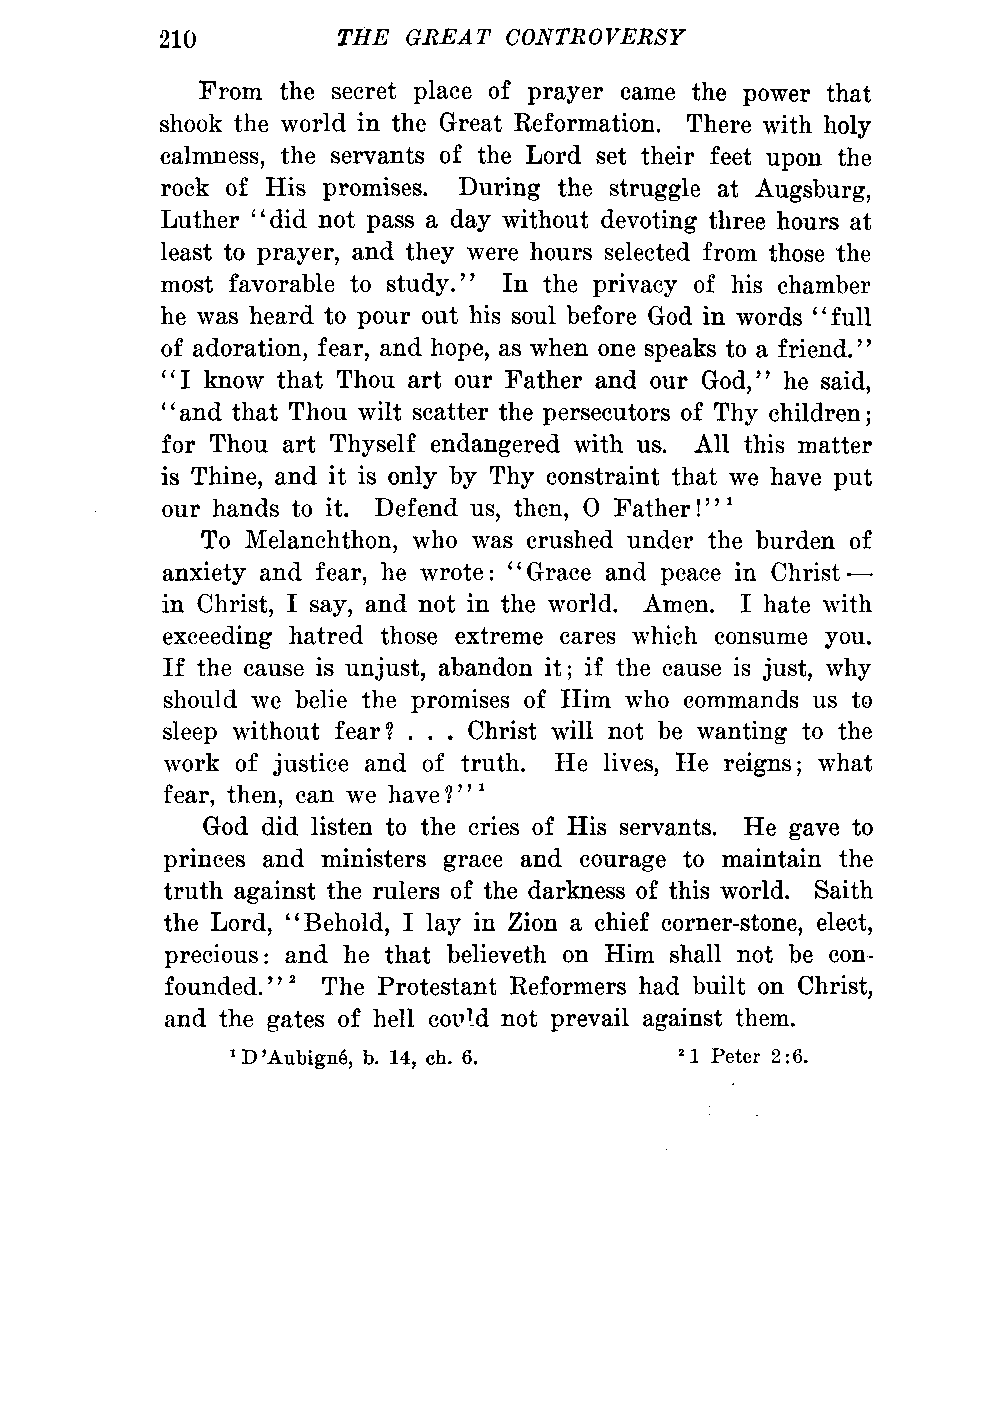 210 THE GREAT CONTROVERSY
From the secret place of prayer came the power that
shook the world in the Great Reformation. There with holy
calmness, the servants of the Lord set their feet upon the
rock of His promises. During the struggle at Augsburg,
Luther “did not pass a day without devoting three hours at
least to prayer, and they were hours selected from those the
most favorable to study.” In the privacy of his chamber
he was heard to pour out his soul before God in words “full
of adoration, fear, and hope, as when one speaks to a friend.”
“I know that Thou art our Father and our God,” he said,
“and that Thou wilt scatter the persecutors of Thy children;
for Thou art Thyself endangered with us. All this matter
is Thine, and it is only by Thy constraint that we have put
our hands to it. Defend us, then, O Father!”¹
To Melanchthon, who was crushed under the burden of
anxiety and fear, he wrote: “Grace and peace in Christ —
in Christ, I say, and not in the world. Amen. I hate with
exceeding hatred those extreme cares which consume you.
If the cause is unjust, abandon it; if the cause is just, why
should we belie the promises of Him who commands us to
sleep without fear? . . . Christ will not be wanting to the
work of justice and of truth. He lives, He reigns; what
fear, then, can we have?”¹
God did listen to the cries of His servants. He gave to
princes and ministers grace and courage to maintain the
truth against the rulers of the darkness of this world. Saith
the Lord, “Behold, I lay in Zion a chief corner-stone, elect,
precious: and he that believeth on Him shall not be con-
founded.”² The Protestant Reformers had built on Christ,
and the gates of hell could not prevail against them.
¹ D’Aubigné, b. 14, ch. 6. ² 1 Peter 2:6.